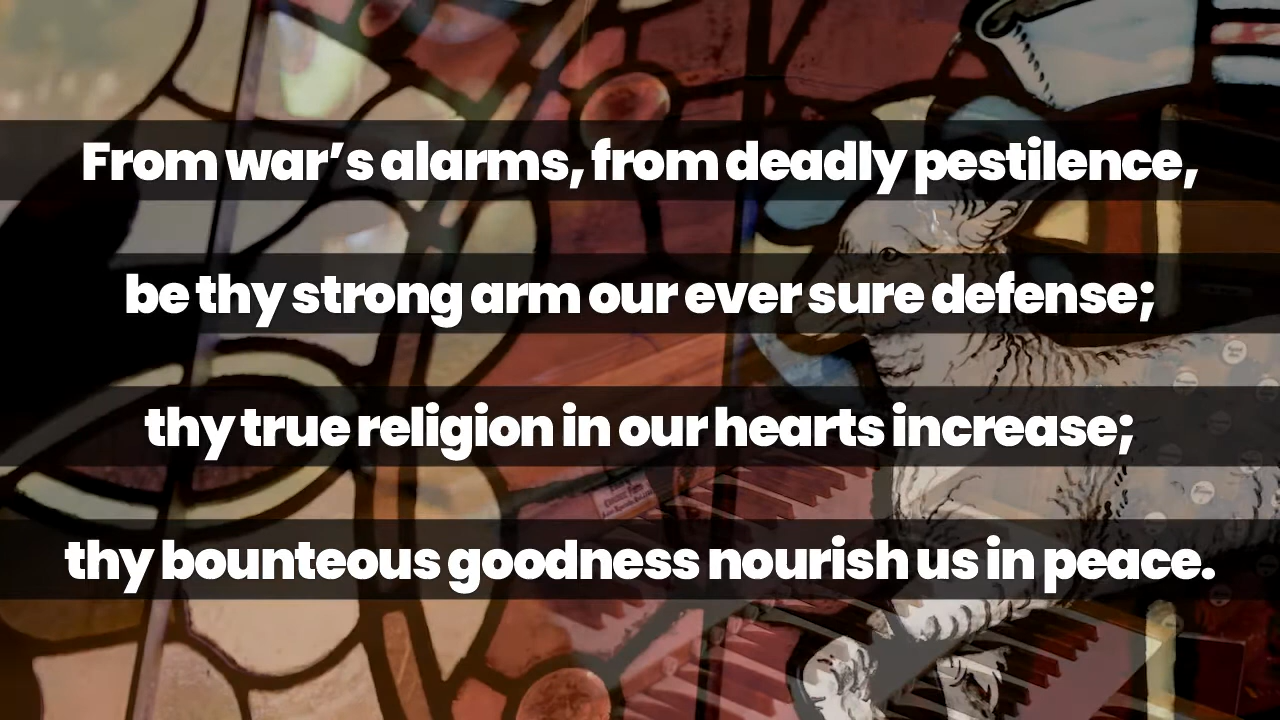 From war’s alarms, from deadly pestilence,
be thy strong arm our ever sure defense;
thy true religion in our hearts increase;
thy bounteous goodness nourish us in peace.